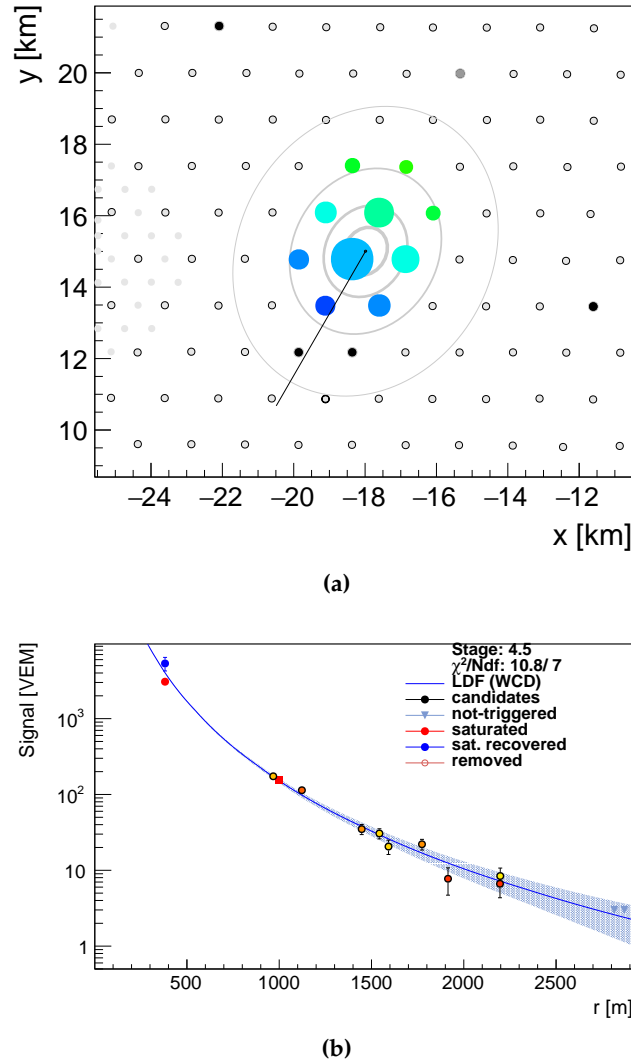 y [km]
20
18
16
14
12
10
−24 −22 −20 −18 −16 −14 −12
x [km]
(a)
Signal [VEM]
10³
10²
10
1
Stage: 4.5
χ²/Ndf: 10.8/ 7
LDF (WCD)
candidates
not-triggered
saturated
sat. recovered
removed
500 1000 1500 2000 2500
r [m]
(b)